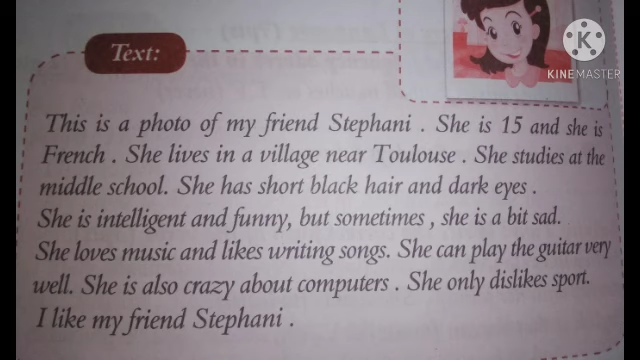 Text:
KINEMASTER
This is a photo of my friend Stephani . She is 15 and she is
French . She lives in a village near Toulouse . She studies at the
middle school. She has short black hair and dark eyes .
She is intelligent and funny, but sometimes , she is a bit sad.
She loves music and likes writing songs. She can play the guitar very
well. She is also crazy about computers . She only dislikes sport.
I like my friend Stephani .